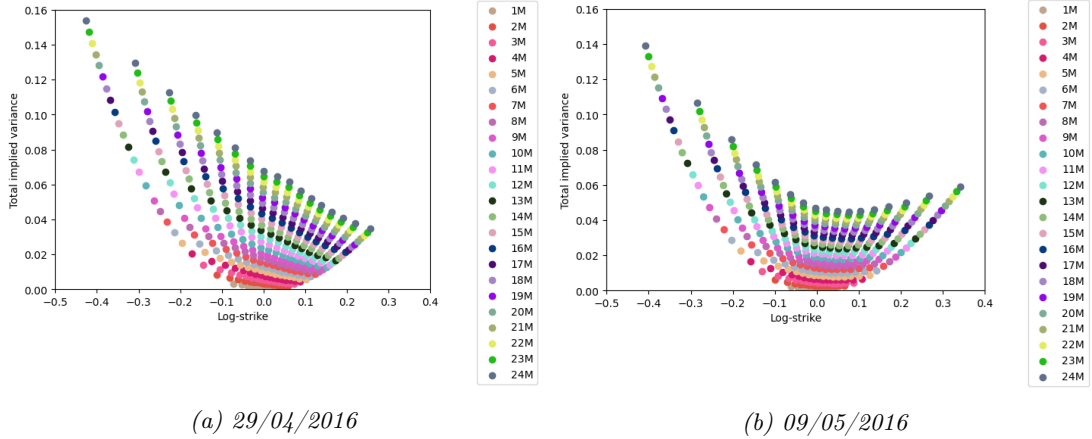 0.16
0.14
0.12
0.10
0.08
0.06
0.04
0.02
0.00
Total implied variance
−0.5 −0.4 −0.3 −0.2 −0.1 0.0 0.1 0.2 0.3 0.4
Log-strike
1M
2M
3M
4M
5M
6M
7M
8M
9M
10M
11M
12M
13M
14M
15M
16M
17M
18M
19M
20M
21M
22M
23M
24M
(a) 29/04/2016
0.16
0.14
0.12
0.10
0.08
0.06
0.04
0.02
0.00
Total implied variance
−0.5 −0.4 −0.3 −0.2 −0.1 0.0 0.1 0.2 0.3 0.4
Log-strike
1M
2M
3M
4M
5M
6M
7M
8M
9M
10M
11M
12M
13M
14M
15M
16M
17M
18M
19M
20M
21M
22M
23M
24M
(b) 09/05/2016